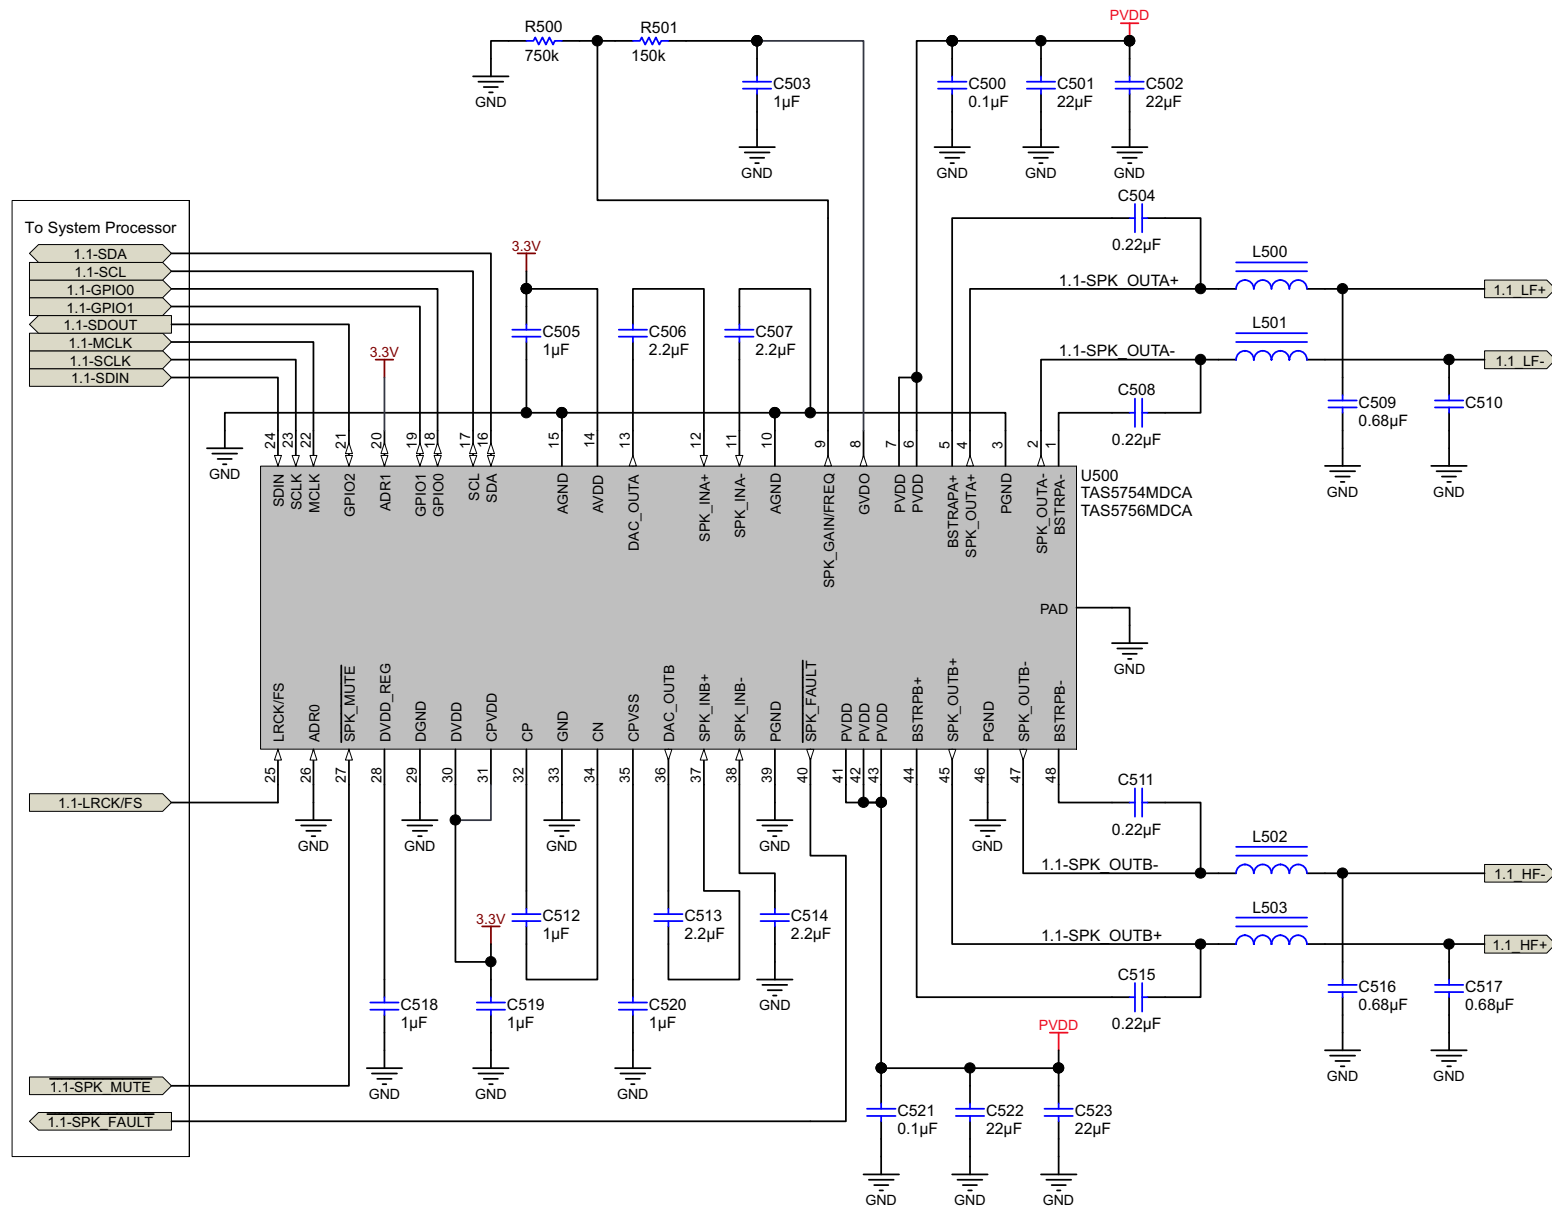 PVDD
R500
750k
R501
150k
GND
C503
1µF
GND
C500
0.1µF
C501
22µF
C502
22µF
GND
GND
GND
To System Processor
1.1-SDA
1.1-SCL
1.1-GPIO0
1.1-GPIO1
1.1-SDOUT
1.1-MCLK
1.1-SCLK
1.1-SDIN
3.3V
3.3V
C505
1µF
C506
2.2µF
C507
2.2µF
C504
0.22µF
1.1-SPK_OUTA+
L500
1.1_LF+
1.1-SPK_OUTA-
L501
1.1_LF-
C508
0.22µF
C509
0.68µF
C510
GND
GND
GND
24
23
22
21
20
19
18
17
16
15
14
13
12
11
10
9
8
7
6
5
4
3
2
1
SDIN
SCLK
MCLK
GPIO2
ADR1
GPIO1
GPIO0
SCL
SDA
AGND
AVDD
DAC_OUTA
SPK_INA+
SPK_INA-
AGND
SPK_GAIN/FREQ
GVDO
PVDD
PVDD
BSTRAPA+
SPK_OUTA+
PGND
SPK_OUTA-
BSTRPA-
U500
TAS5754MDCA
TAS5756MDCA
PAD
GND
LRCK/FS
ADR0
SPK_MUTE
DVDD_REG
DGND
DVDD
CPVDD
CP
GND
CN
CPVSS
DAC_OUTB
SPK_INB+
SPK_INB-
PGND
SPK_FAULT
PVDD
PVDD
PVDD
BSTRPB+
SPK_OUTB+
PGND
SPK_OUTB-
BSTRPB-
25
26
27
28
29
30
31
32
33
34
35
36
37
38
39
40
41
42
43
44
45
46
47
48
1.1-LRCK/FS
GND
GND
GND
GND
GND
C511
0.22µF
1.1-SPK_OUTB-
L502
1.1_HF-
3.3V
C512
1µF
C513
2.2µF
C514
2.2µF
1.1-SPK_OUTB+
L503
1.1_HF+
C518
1µF
C519
1µF
C520
1µF
GND
C515
0.22µF
C516
0.68µF
C517
0.68µF
PVDD
GND
GND
GND
GND
GND
1.1-SPK_MUTE
1.1-SPK_FAULT
C521
0.1µF
C522
22µF
C523
22µF
GND
GND
GND